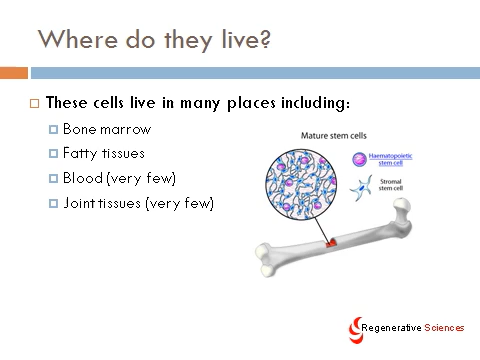 Where do they live?
These cells live in many places including:
Bone marrow
Fatty tissues
Blood (very few)
Joint tissues (very few)
Mature stem cells
Haematopoietic
stem cell
Stromal
stem cell
Regenerative Sciences